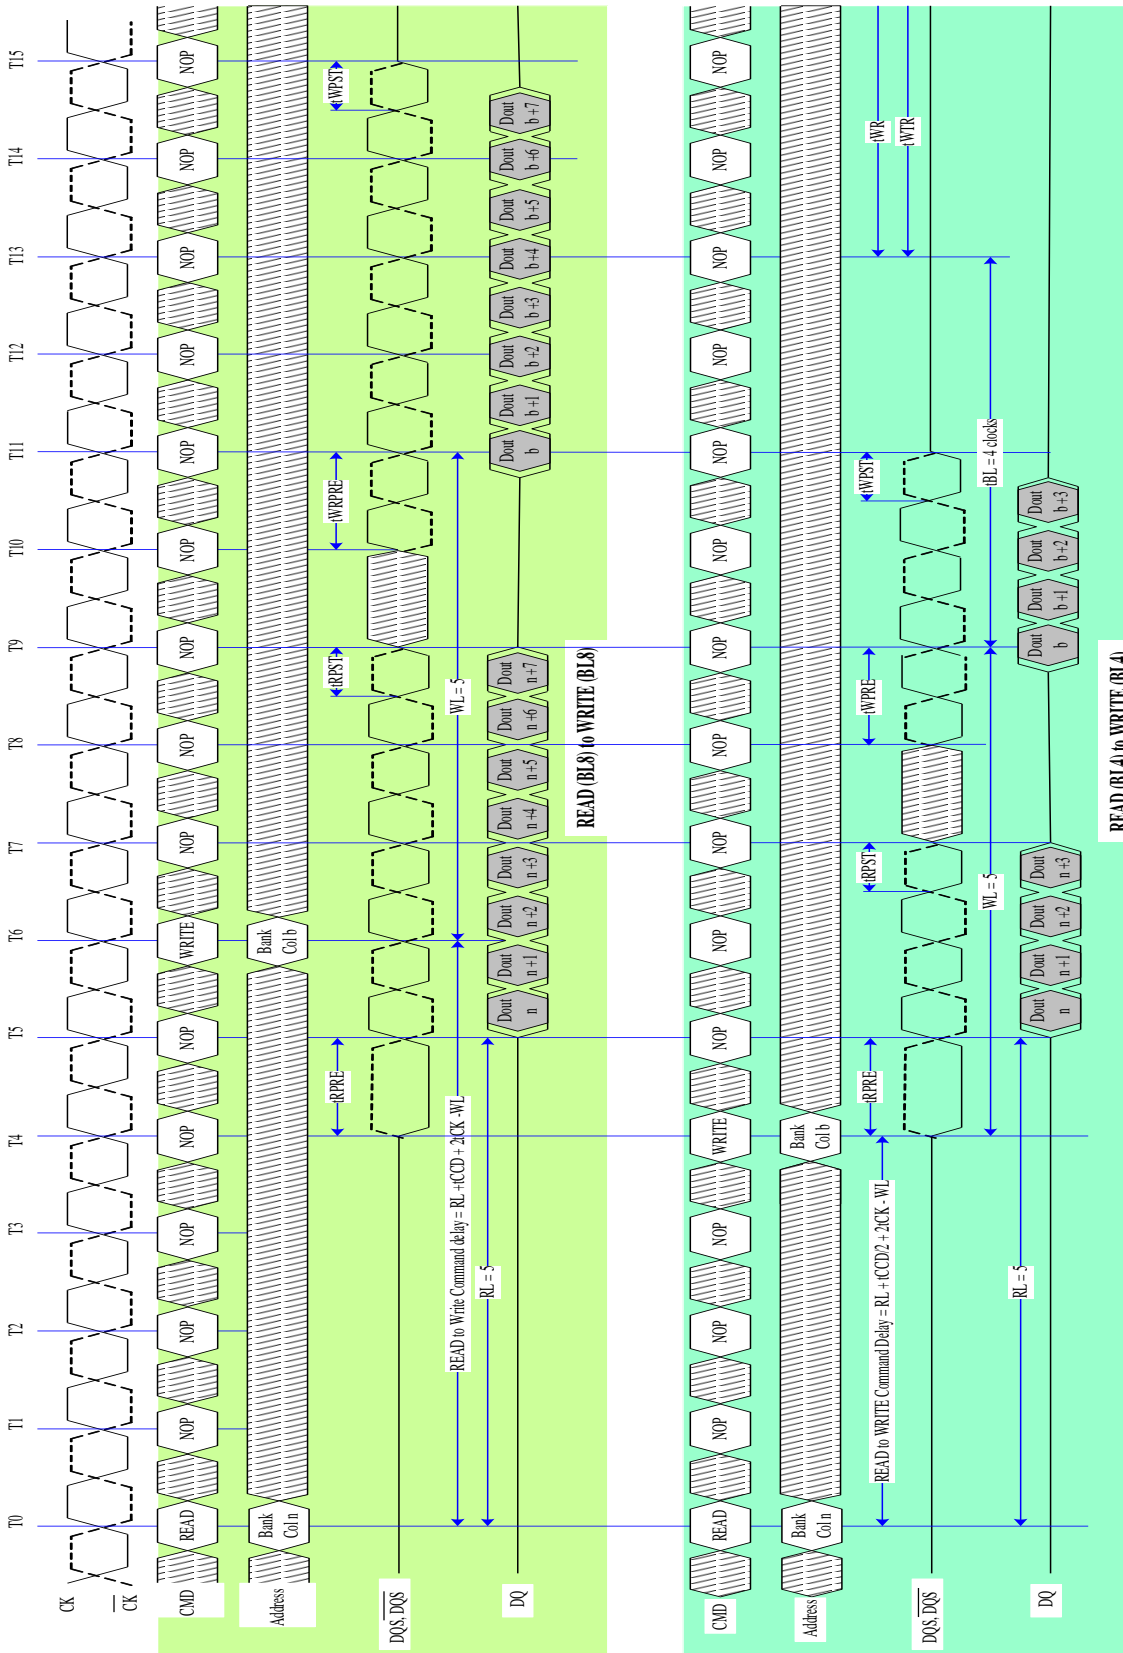 T0 T1 T2 T3 T4 T5 T6 T7 T8 T9 T10 T11 T12 T13 T14 T15
CK
CK
CMD READ NOP NOP NOP NOP NOP WRITE NOP NOP NOP NOP NOP NOP NOP NOP NOP
Address Bank Bank
Col n Col b
tRPRE tRPST tWRPRE tWPST
DQS, DQS
READ to Write Command delay = RL +tCCD + 2tCK -WL WL = 5
RL = 5
DQ Dout Dout Dout Dout Dout Dout Dout Dout Dout Dout Dout Dout Dout Dout Dout Dout
n n+1 n+2 n+3 n+4 n+5 n+6 n+7 b b+1 b+2 b+3 b+4 b+5 b+6 b+7
READ (BL8) to WRITE (BL8)
CMD READ NOP NOP NOP WRITE NOP NOP NOP NOP NOP NOP NOP NOP NOP NOP NOP
Address Bank Bank
Col n Col b
tRPRE tRPST tWPRE tWPST tWR
READ to WRITE Command Delay = RL + tCCD/2 + 2tCK - WL
tWTR
DQS, DQS
WL = 5 tBL = 4 clocks
RL = 5
DQ Dout Dout Dout Dout Dout Dout Dout Dout
n n+1 n+2 n+3 b b+1 b+2 b+3
READ (BL4) to WRITE (BL4)